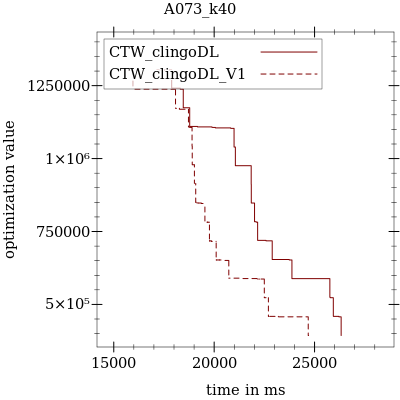 A073_k40
CTW_clingoDL
CTW_clingoDL_V1
optimization value
1250000
1×10⁶
750000
5×10⁵
15000 20000 25000
time in ms